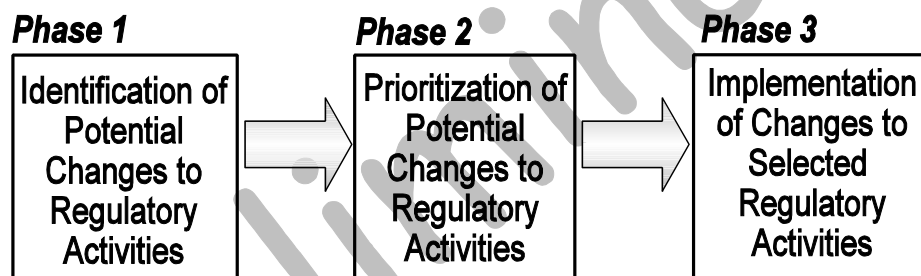 Phase 1
Identification of
Potential
Changes to
Regulatory
Activities
Phase 2
Prioritization of
Potential
Changes to
Regulatory
Activities
Phase 3
Implementation
of Changes to
Selected
Regulatory
Activities